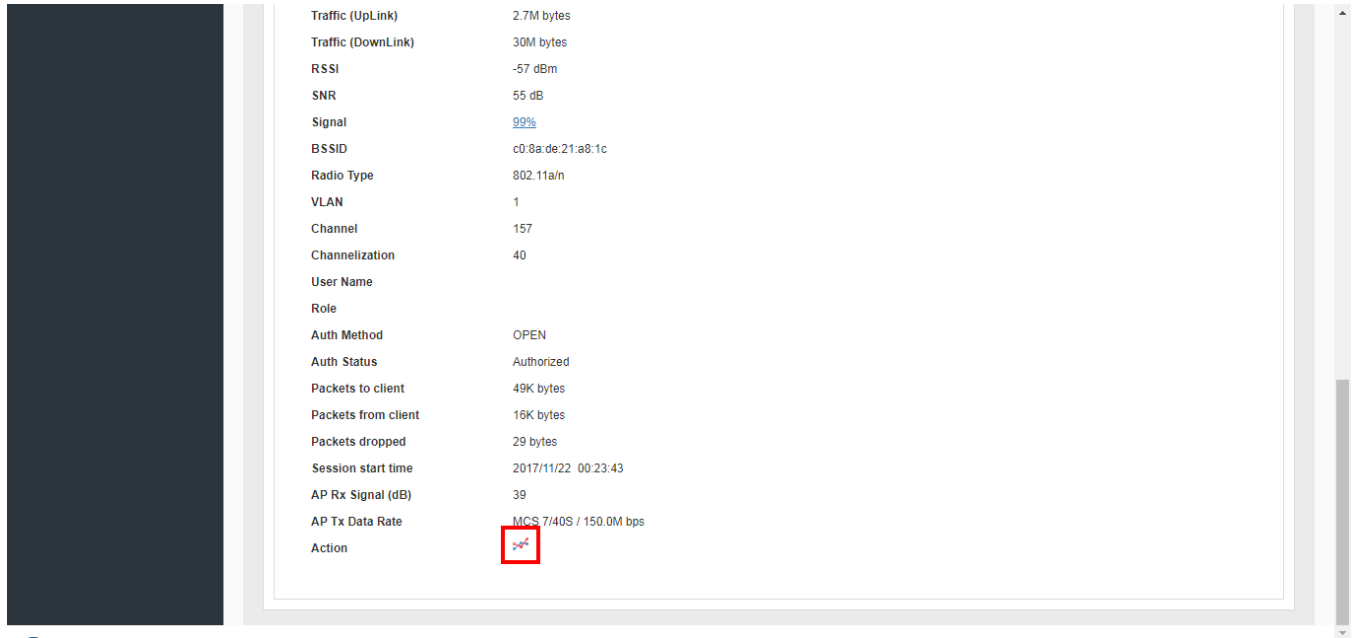 Traffic (UpLink) 2.7M bytes
Traffic (DownLink) 30M bytes
RSSI -57 dBm
SNR 55 dB
Signal 99%
BSSID c0:8a:de:21:a8:1c
Radio Type 802.11a/n
VLAN 1
Channel 157
Channelization 40
User Name
Role
Auth Method OPEN
Auth Status Authorized
Packets to client 49K bytes
Packets from client 16K bytes
Packets dropped 29 bytes
Session start time 2017/11/22 00:23:43
AP Rx Signal (dB) 39
AP Tx Data Rate MCS 7/40S / 150.0M bps
Action